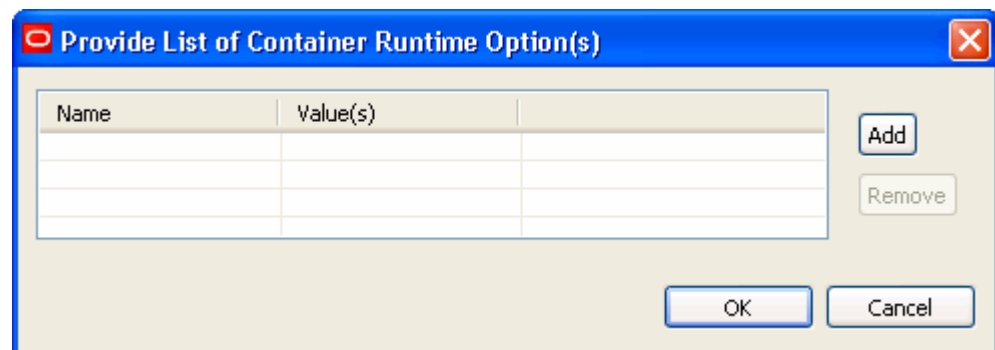 Provide List of Container Runtime Option(s)
Name Value(s)
Add
Remove
OK Cancel